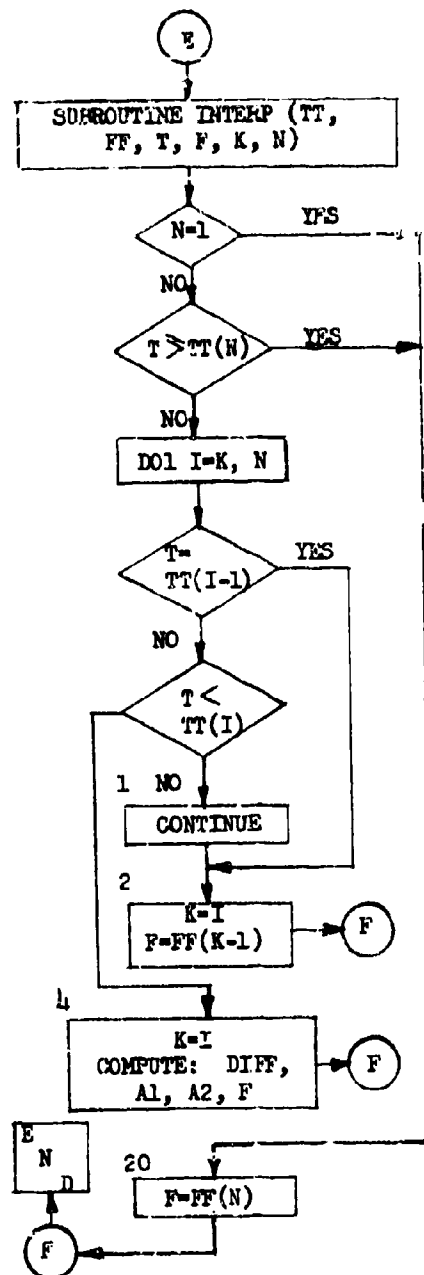 E
SUBROUTINE INTERP (TT,
FF, T, F, K, N)
N=1
YES
NO
T ≥ TT(N)
YES
NO
DO1 I=K, N
T=
TT(I-1)
YES
NO
T <
TT(I)
1 NO
CONTINUE
2
K=I
F=FF(K-1)
F
4
K=I
COMPUTE: DIFF,
A1, A2, F
F
E
N
D
20
F=FF(N)
F